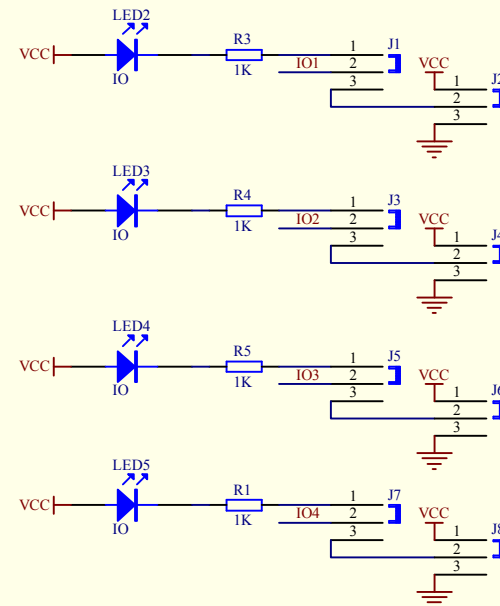 LED2
VCC
IO
R3
1K
IO1
1
2
3
J1
VCC
1
2
3
J2
LED3
VCC
IO
R4
1K
IO2
1
2
3
J3
VCC
1
2
3
J4
LED4
VCC
IO
R5
1K
IO3
1
2
3
J5
VCC
1
2
3
J6
LED5
VCC
IO
R1
1K
IO4
1
2
3
J7
VCC
1
2
3
J8